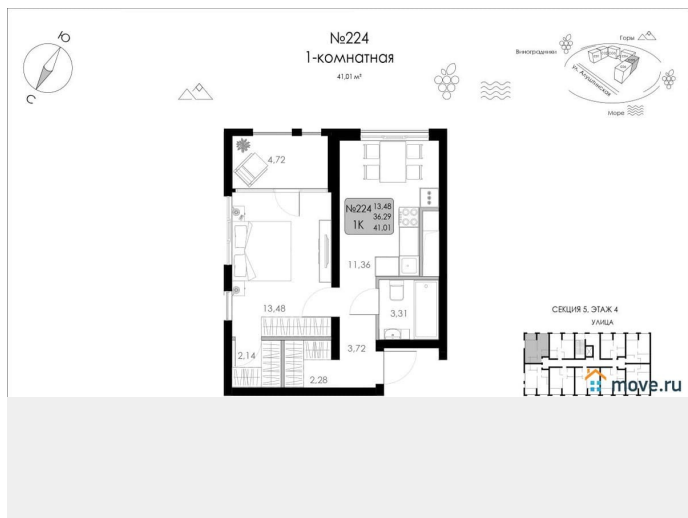 №224
1-комнатная
41,01 м²
Ю
С
Горы
Виноградники
Ул. Алуштинская
Море
4,72
№224 13.48
36.29
1К 41,01
11,36
13,48
3,31
3,72
2,14
2,28
СЕКЦИЯ 5, ЭТАЖ 4
УЛИЦА
move.ru